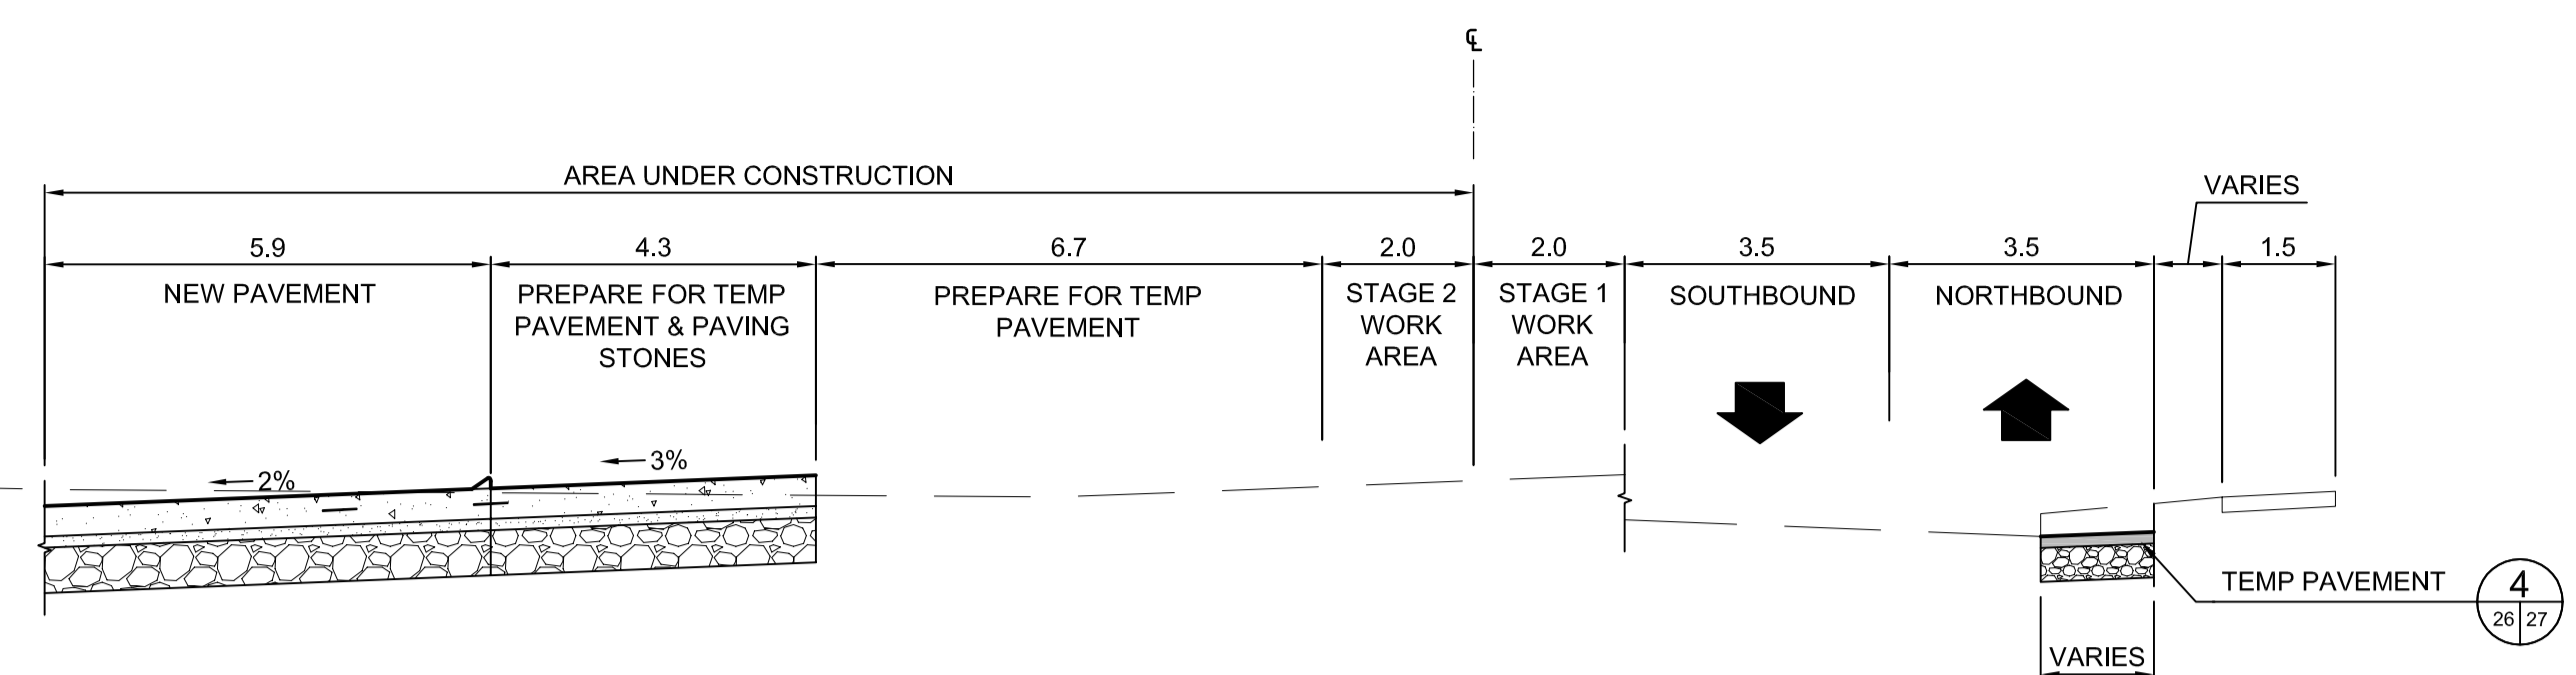 ℄
AREA UNDER CONSTRUCTION
VARIES
5.9
4.3
6.7
2.0
2.0
3.5
3.5
1.5
NEW PAVEMENT
PREPARE FOR TEMP
PAVEMENT & PAVING
STONES
PREPARE FOR TEMP
PAVEMENT
STAGE 2
WORK
AREA
STAGE 1
WORK
AREA
SOUTHBOUND
NORTHBOUND
2%
3%
TEMP PAVEMENT
4
26
27
VARIES